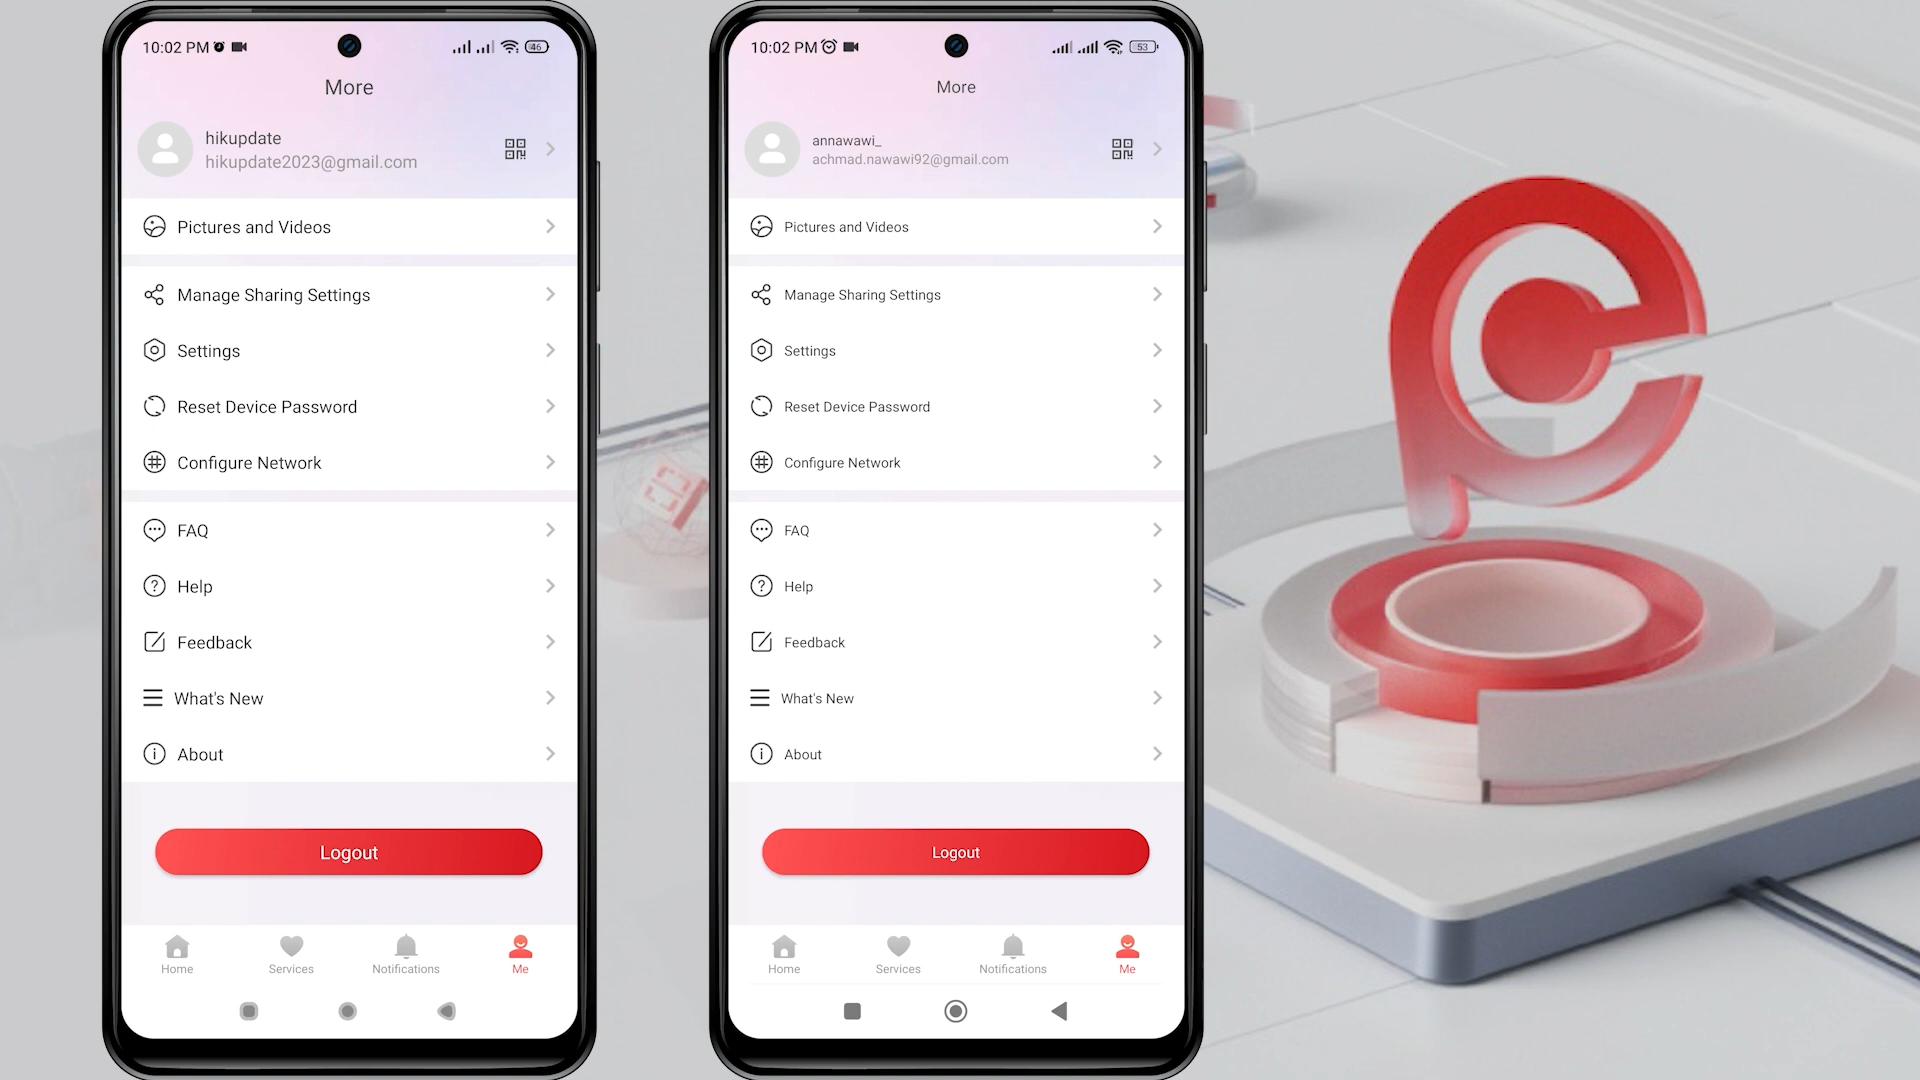 10:02 PM
46
More
hikupdate
hikupdate2023@gmail.com
Pictures and Videos
Manage Sharing Settings
Settings
Reset Device Password
Configure Network
FAQ
Help
Feedback
What's New
About
Logout
Home
Services
Notifications
Me
10:02 PM
53
More
annawawi_
achmad.nawawi92@gmail.com
Pictures and Videos
Manage Sharing Settings
Settings
Reset Device Password
Configure Network
FAQ
Help
Feedback
What's New
About
Logout
Home
Services
Notifications
Me